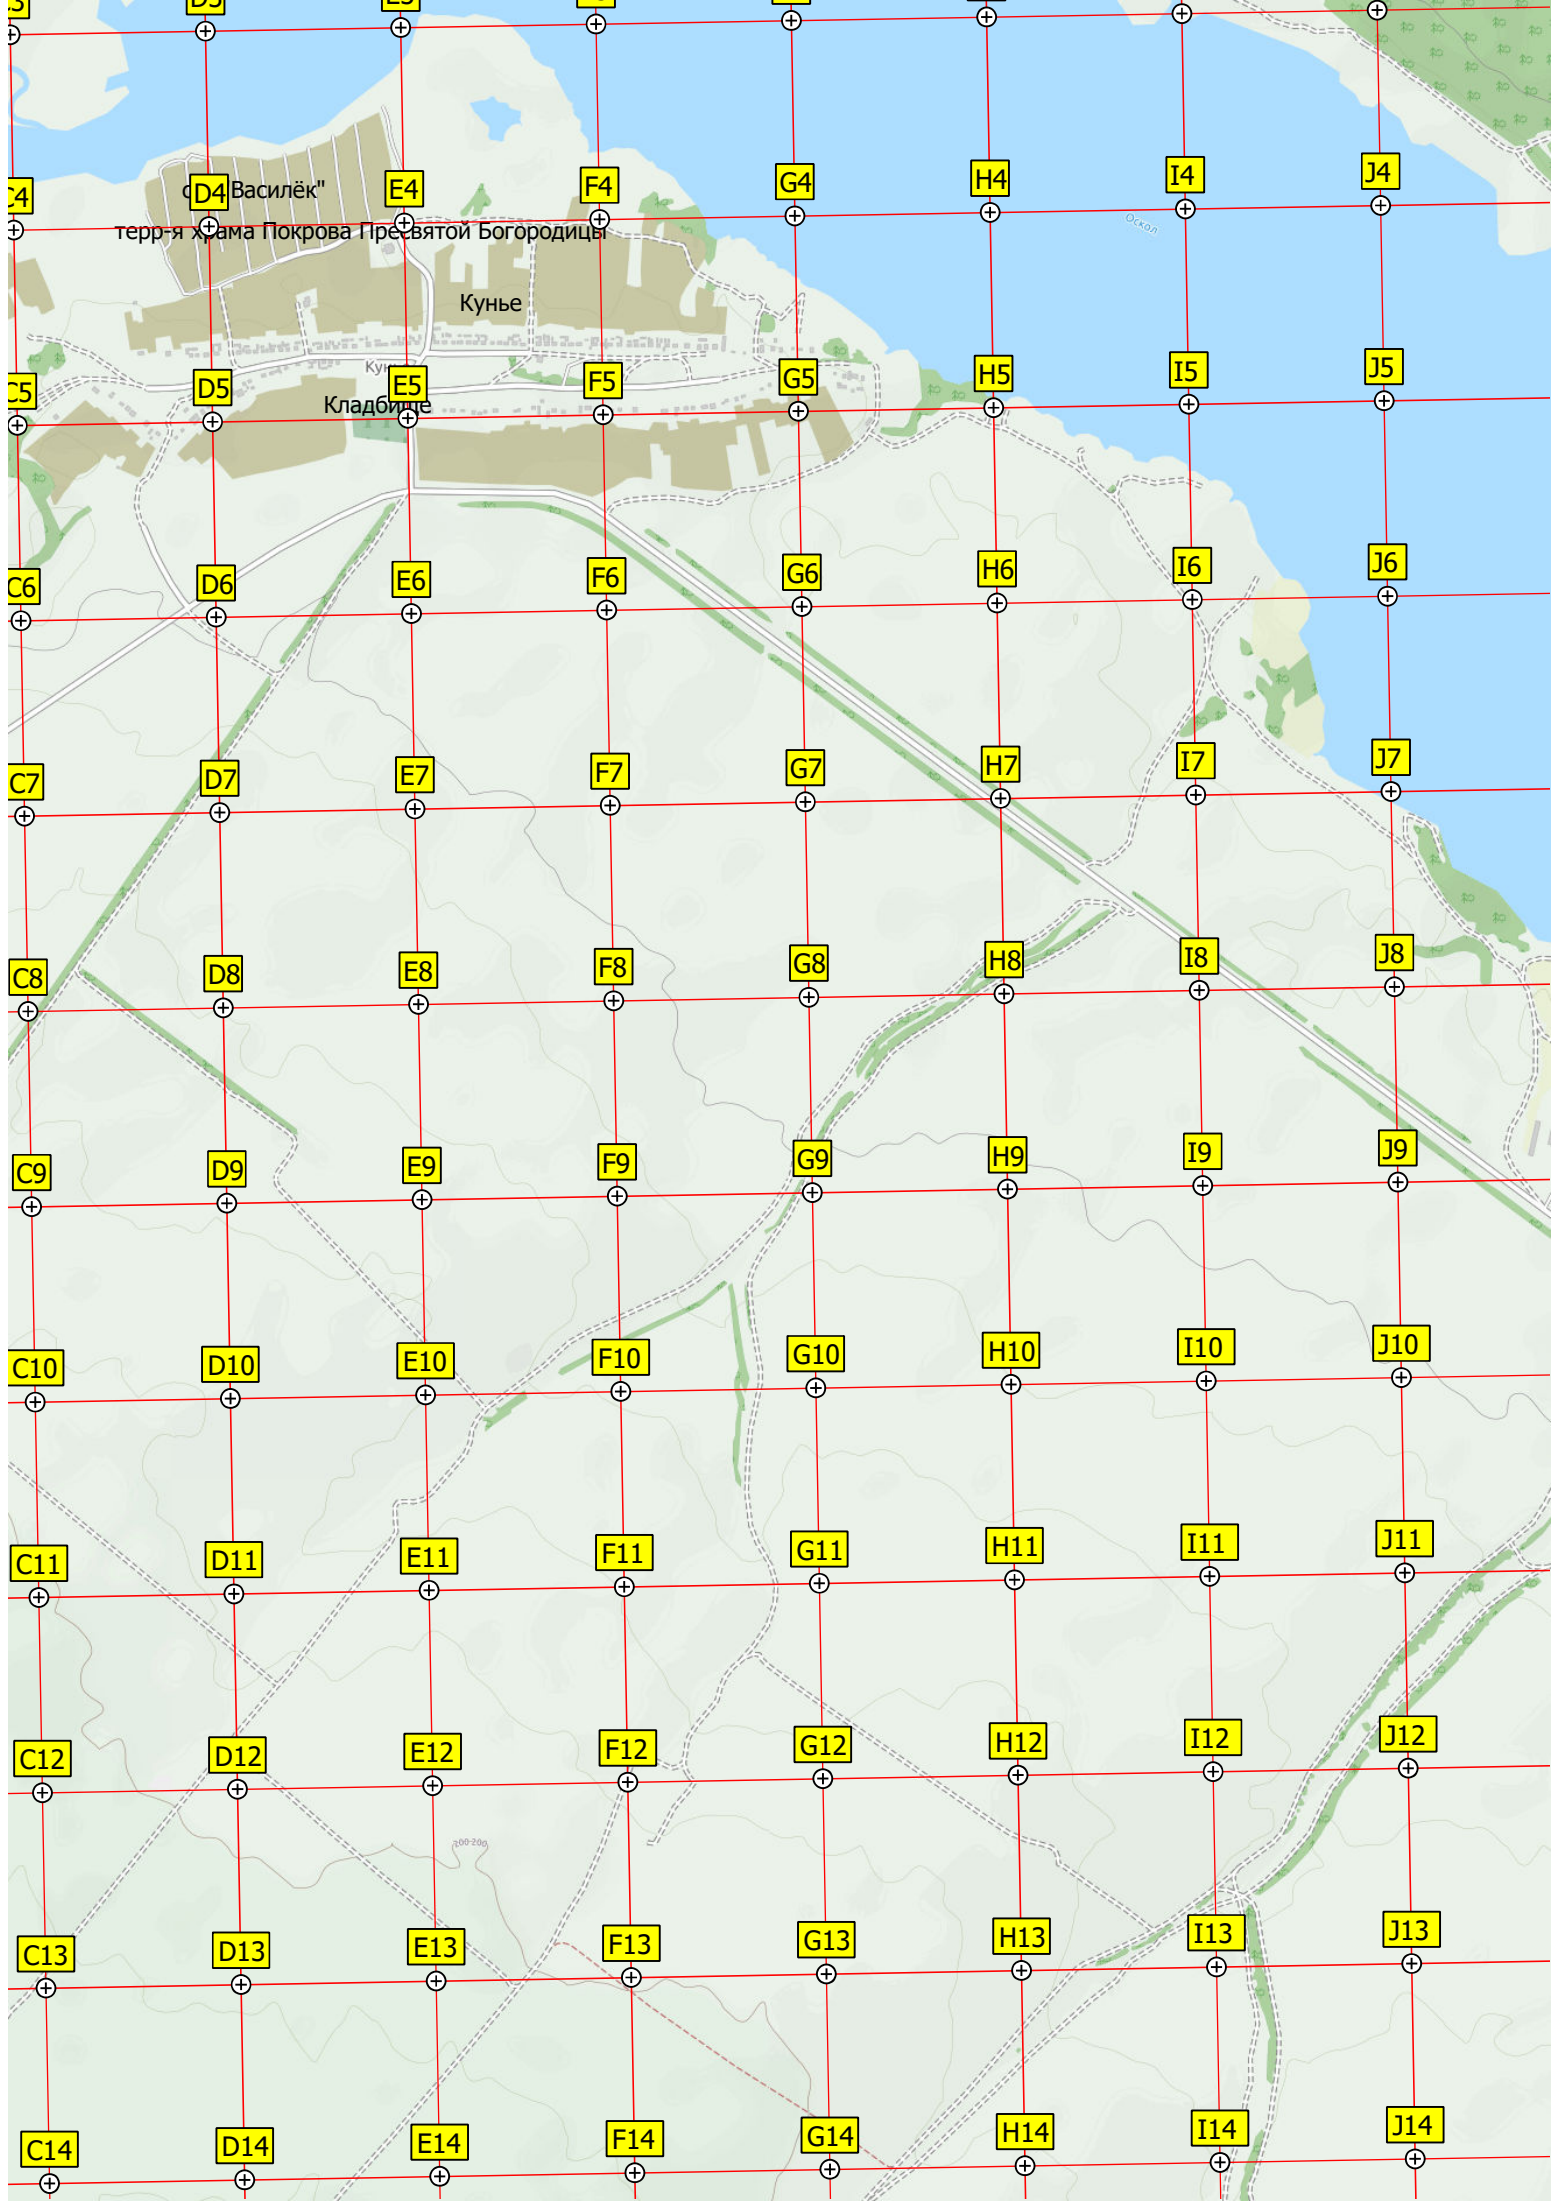 C3 D3 E3
C4 D4 E4 F4 G4 H4 I4 J4
Василёк"
терр-я храма Покрова Пресвятой Богородицы
Оскол
Кунье
C5 D5 E5 F5 G5 H5 I5 J5
Кладбище
C6 D6 E6 F6 G6 H6 I6 J6
C7 D7 E7 F7 G7 H7 I7 J7
C8 D8 E8 F8 G8 H8 I8 J8
C9 D9 E9 F9 G9 H9 I9 J9
C10 D10 E10 F10 G10 H10 I10 J10
C11 D11 E11 F11 G11 H11 I11 J11
C12 D12 E12 F12 G12 H12 I12 J12
200 200
C13 D13 E13 F13 G13 H13 I13 J13
C14 D14 E14 F14 G14 H14 I14 J14